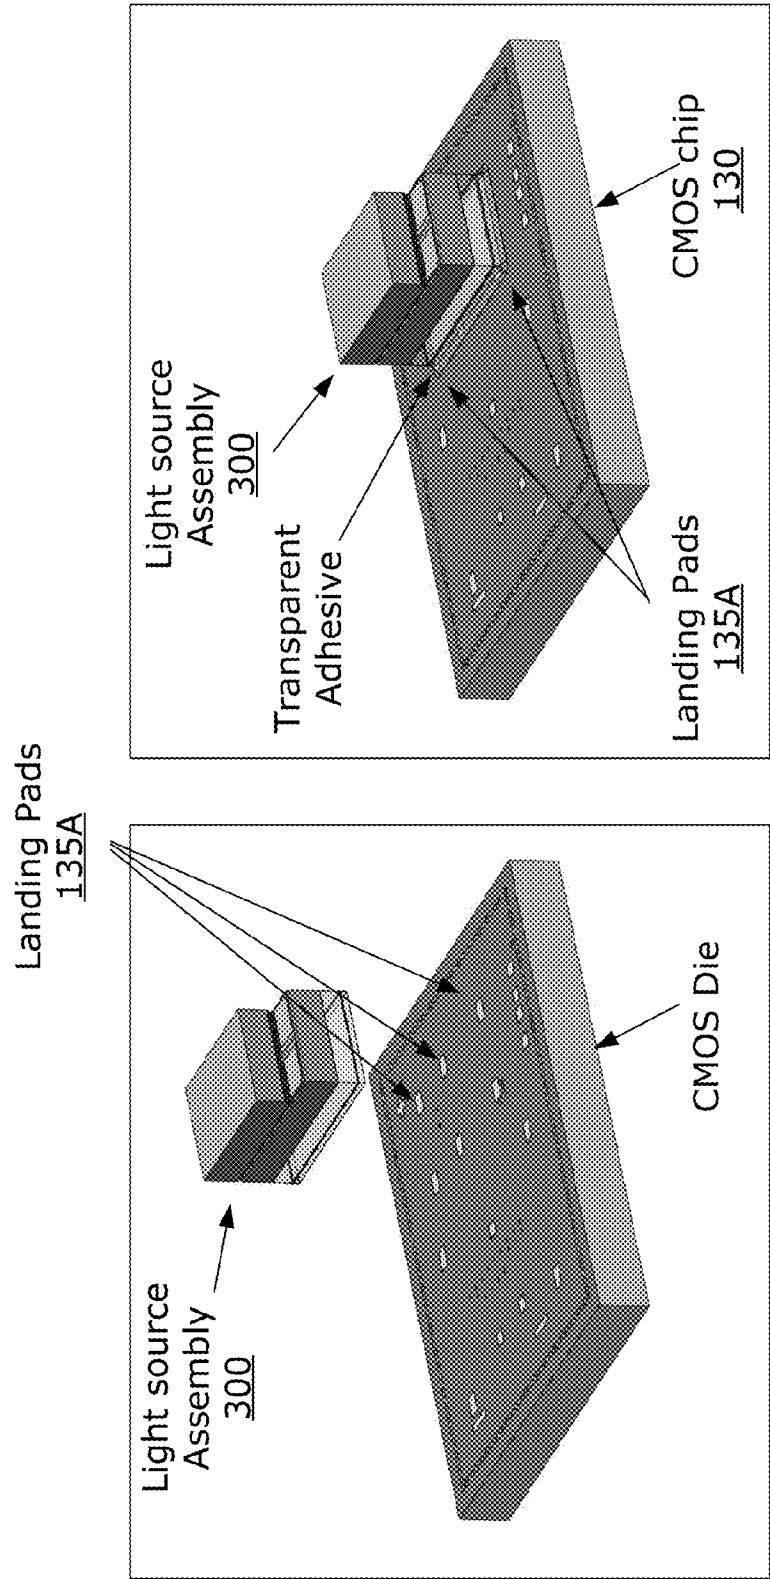 Landing Pads
135A
Light source
Assembly
300
CMOS Die
Light source
Assembly
300
Transparent
Adhesive
Landing Pads
135A
CMOS chip
130